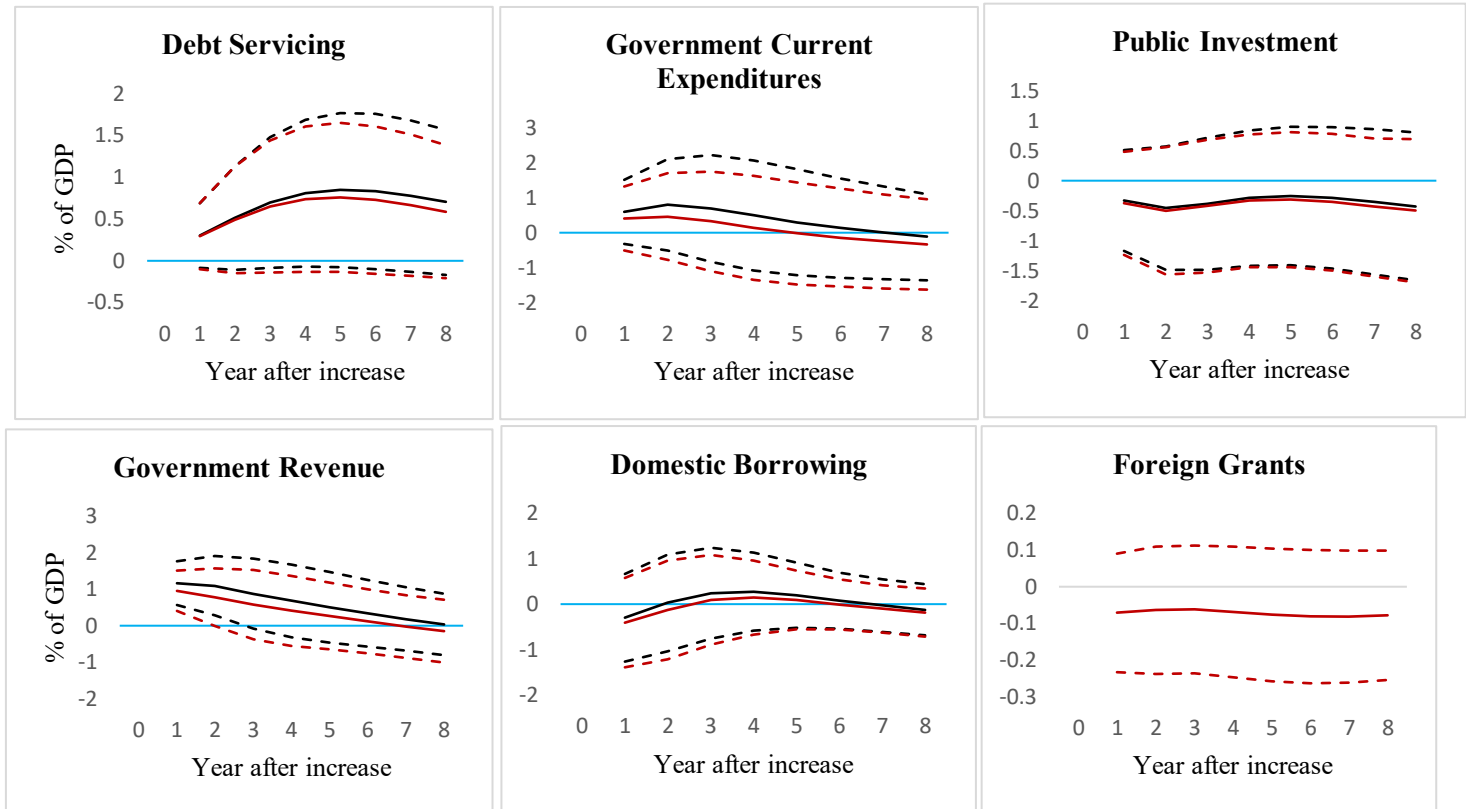 Debt Servicing
% of GDP
2
1.5
1
0.5
0
-0.5
0 1 2 3 4 5 6 7 8
Year after increase
Government Current
Expenditures
3
2
1
0
-1
-2
0 1 2 3 4 5 6 7 8
Year after increase
Public Investment
1.5
1
0.5
0
-0.5
-1
-1.5
-2
0 1 2 3 4 5 6 7 8
Year after increase
Government Revenue
% of GDP
3
2
1
0
-1
-2
0 1 2 3 4 5 6 7 8
Year after increase
Domestic Borrowing
2
1
0
-1
-2
0 1 2 3 4 5 6 7 8
Year after increase
Foreign Grants
0.2
0.1
0
-0.1
-0.2
-0.3
0 1 2 3 4 5 6 7 8
Year after increase